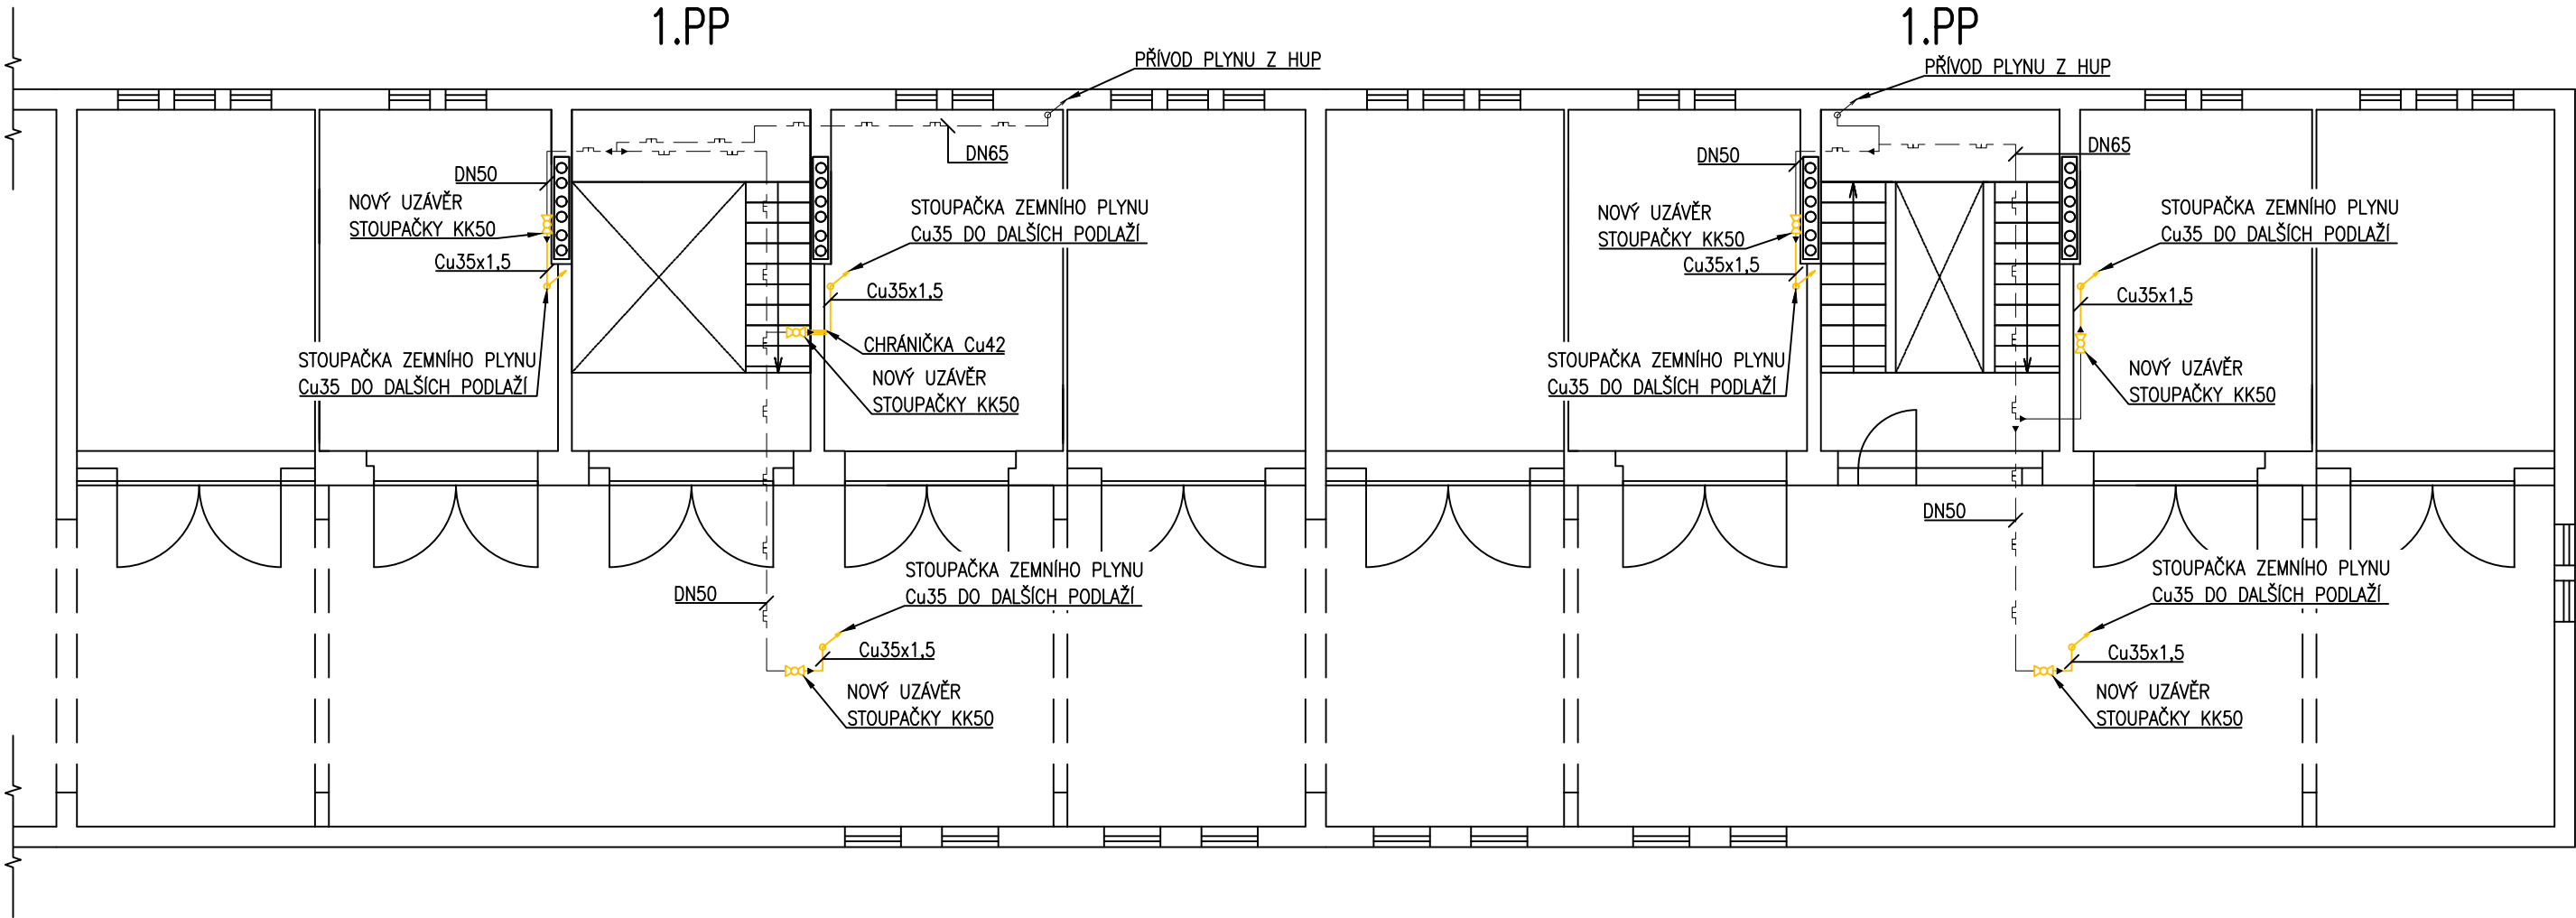 1.PP
PŘÍVOD PLYNU Z HUP
DN65
DN50
NOVÝ UZÁVĚR
STOUPAČKY KK50
Cu35x1,5
STOUPAČKA ZEMNÍHO PLYNU
Cu35 DO DALŠÍCH PODLAŽÍ
STOUPAČKA ZEMNÍHO PLYNU
Cu35 DO DALŠÍCH PODLAŽÍ
Cu35x1,5
CHRÁNIČKA Cu42
NOVÝ UZÁVĚR
STOUPAČKY KK50
DN50
STOUPAČKA ZEMNÍHO PLYNU
Cu35 DO DALŠÍCH PODLAŽÍ
Cu35x1,5
NOVÝ UZÁVĚR
STOUPAČKY KK50
1.PP
PŘÍVOD PLYNU Z HUP
DN50
DN65
NOVÝ UZÁVĚR
STOUPAČKY KK50
Cu35x1,5
STOUPAČKA ZEMNÍHO PLYNU
Cu35 DO DALŠÍCH PODLAŽÍ
STOUPAČKA ZEMNÍHO PLYNU
Cu35 DO DALŠÍCH PODLAŽÍ
Cu35x1,5
NOVÝ UZÁVĚR
STOUPAČKY KK50
DN50
STOUPAČKA ZEMNÍHO PLYNU
Cu35 DO DALŠÍCH PODLAŽÍ
Cu35x1,5
NOVÝ UZÁVĚR
STOUPAČKY KK50